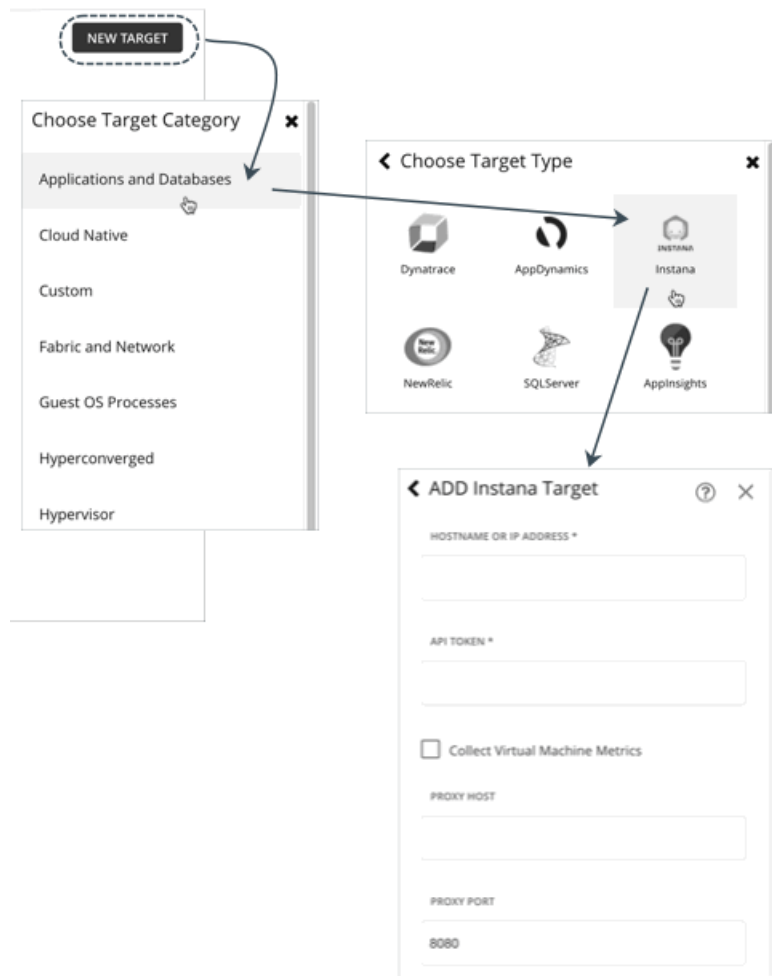 NEW TARGET
Choose Target Category
Applications and Databases
Cloud Native
Custom
Fabric and Network
Guest OS Processes
Hyperconverged
Hypervisor
Choose Target Type
Dynatrace
AppDynamics
INSTANA
Instana
New
Relic
NewRelic
SQLServer
AppInsights
ADD Instana Target
?
HOSTNAME OR IP ADDRESS *
API TOKEN *
Collect Virtual Machine Metrics
PROXY HOST
PROXY PORT
8080